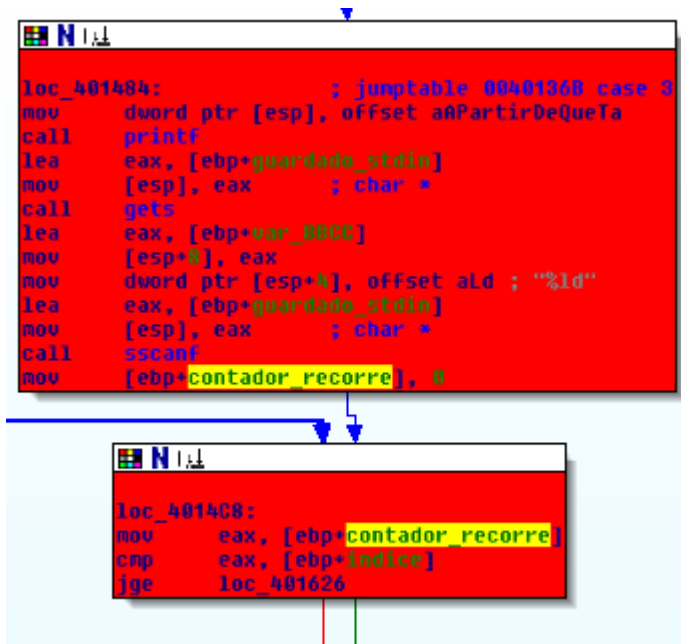 loc_401484: ; jumptable 0040136B case 3
mov dword ptr [esp], offset aAPartirDeQueTa
call printf
lea eax, [ebp+guardado_stdin]
mov [esp], eax ; char *
call gets
lea eax, [ebp+var_BBCC]
mov [esp+8], eax
mov dword ptr [esp+4], offset aLd ; "%ld"
lea eax, [ebp+guardado_stdin]
mov [esp], eax ; char *
call sscanf
mov [ebp+contador_recorre], 0
loc_4014C8:
mov eax, [ebp+contador_recorre]
cmp eax, [ebp+indice]
jge loc_401626